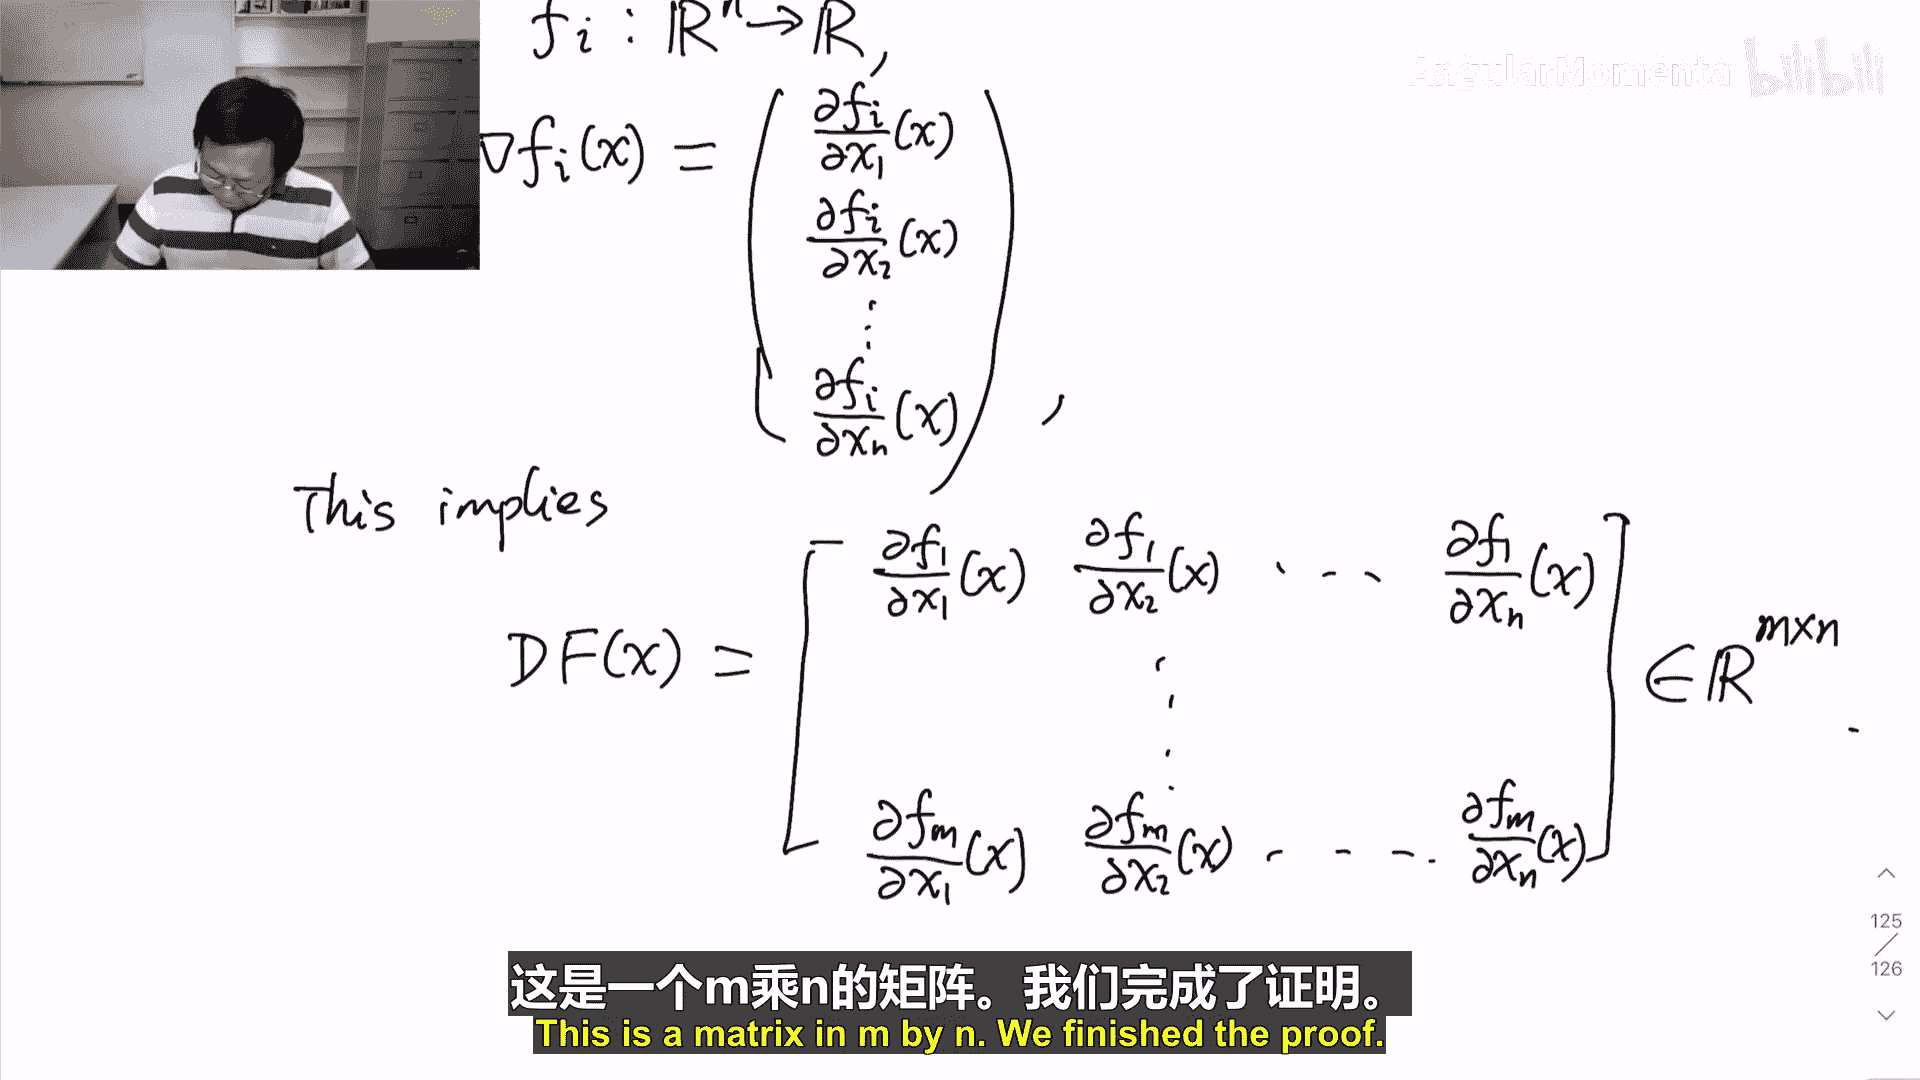 fᵢ : ℝⁿ → ℝ,
AngularMomenta bilibili
∇fᵢ(x) = ( ∂fᵢ/∂x₁ (x)
∂fᵢ/∂x₂ (x)
⋮
∂fᵢ/∂xₙ (x) ) ,
This implies
DF(x) = [ ∂f₁/∂x₁ (x) ∂f₁/∂x₂ (x) ⋯ ∂f₁/∂xₙ (x)
⋮
∂fₘ/∂x₁ (x) ∂fₘ/∂x₂ (x) ⋯ ∂fₘ/∂xₙ (x) ] ∈ ℝ^{m×n} .
125
/
126
这是一个m乘n的矩阵。我们完成了证明。
This is a matrix in m by n. We finished the proof.